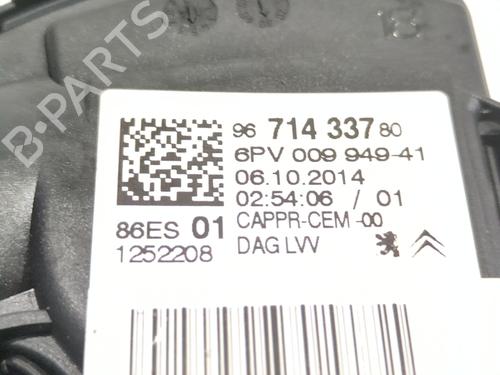 B-PARTS
96 714 337 80
6PV 009 949-41
06.10.2014
02:54:06 / 01
86ES 01 CAPPR-CEM-00
1252208 DAG LVV